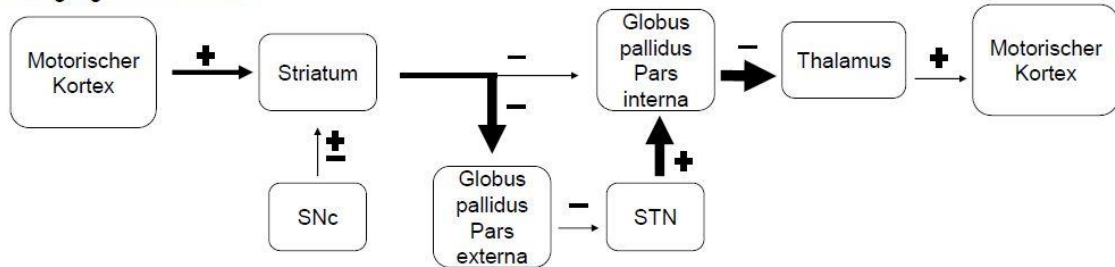 Motorischer
Kortex
+
Striatum
−
−
Globus
pallidus
Pars
interna
−
Thalamus
+
Motorischer
Kortex
±
SNc
Globus
pallidus
Pars
externa
−
STN
+